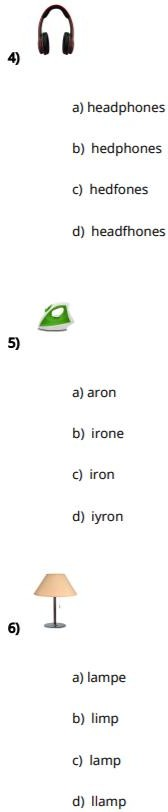 4)
a) headphones
b) hedphones
c) hedfones
d) headfhones
5)
a) aron
b) irone
c) iron
d) iyron
6)
a) lampe
b) limp
c) lamp
d) llamp